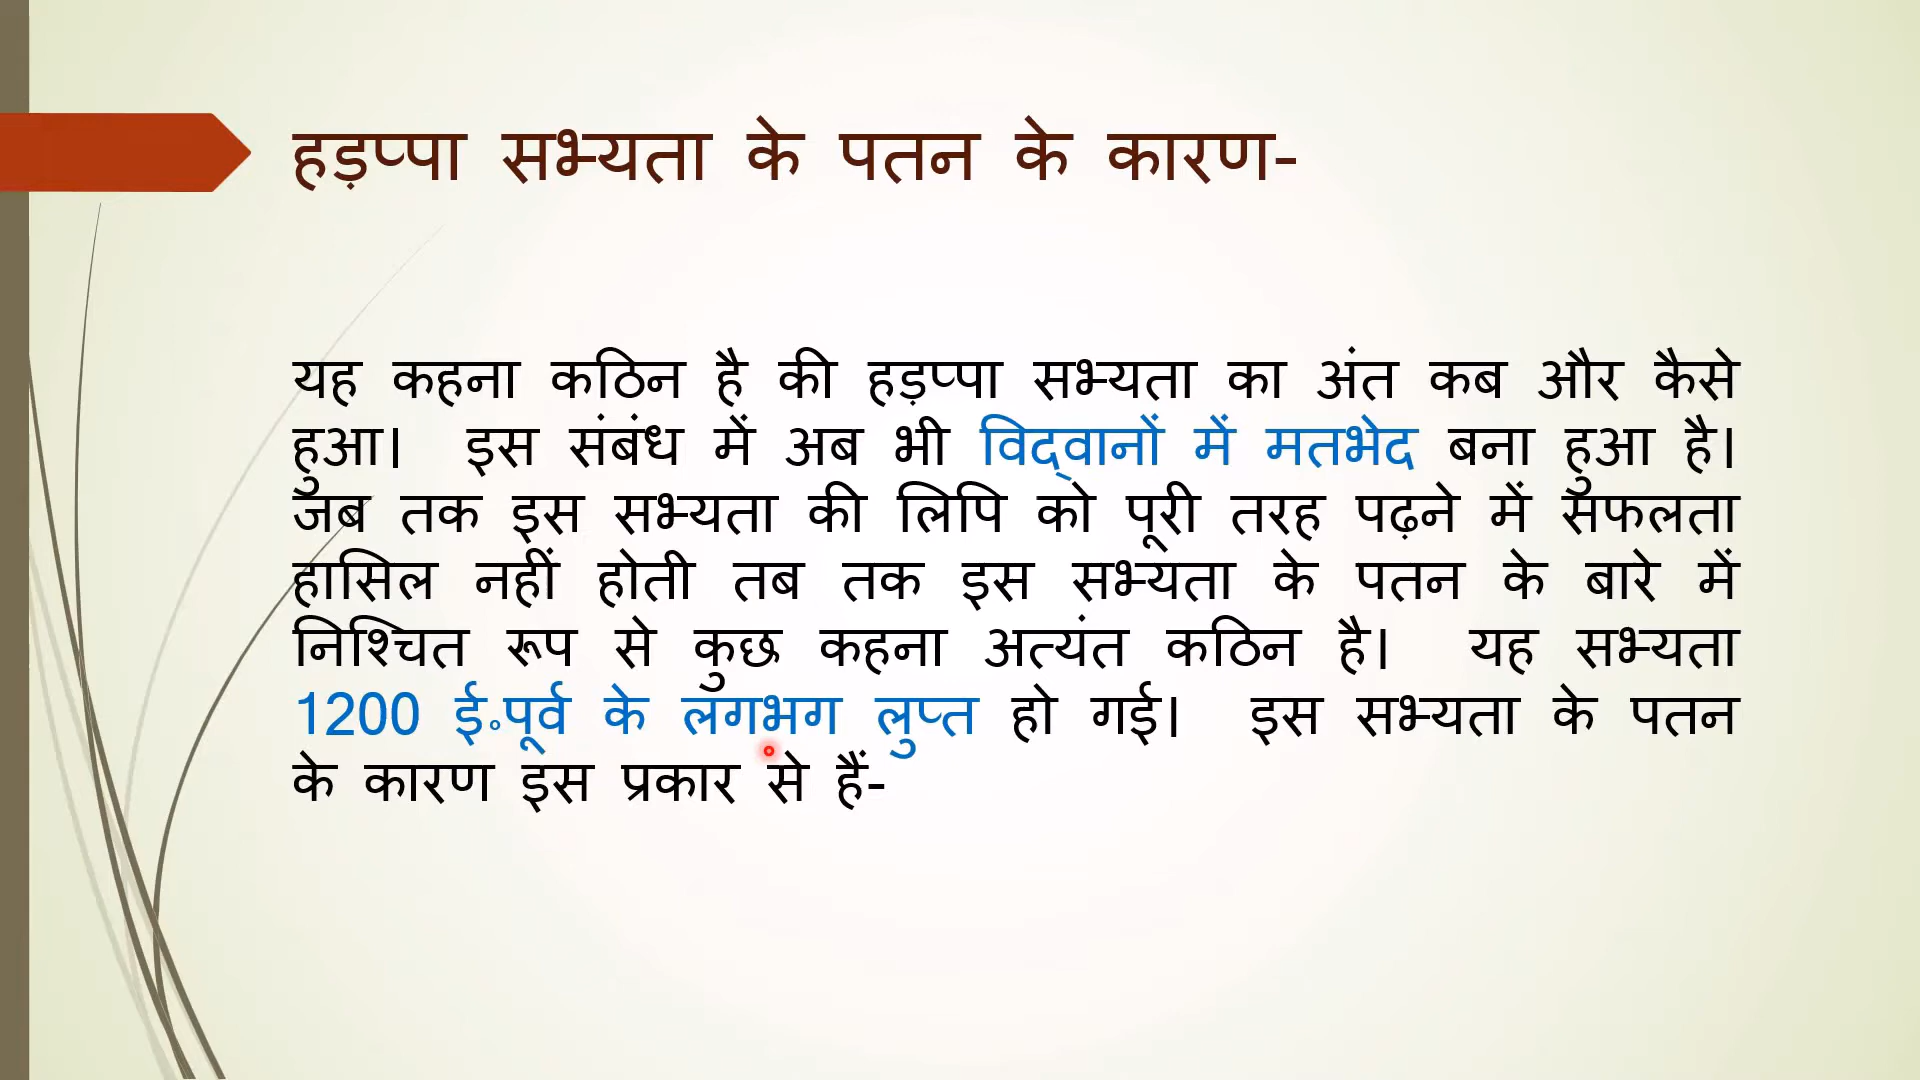 हड़प्पा सभ्यता के पतन के कारण-
यह कहना कठिन है की हड़प्पा सभ्यता का अंत कब और कैसे
हुआ। इस संबंध में अब भी विद्वानों में मतभेद बना हुआ है।
जब तक इस सभ्यता की लिपि को पूरी तरह पढ़ने में सफलता
हासिल नहीं होती तब तक इस सभ्यता के पतन के बारे में
निश्चित रूप से कुछ कहना अत्यंत कठिन है। यह सभ्यता
1200 ई॰पूर्व के लगभग लुप्त हो गई। इस सभ्यता के पतन
के कारण इस प्रकार से हैं-